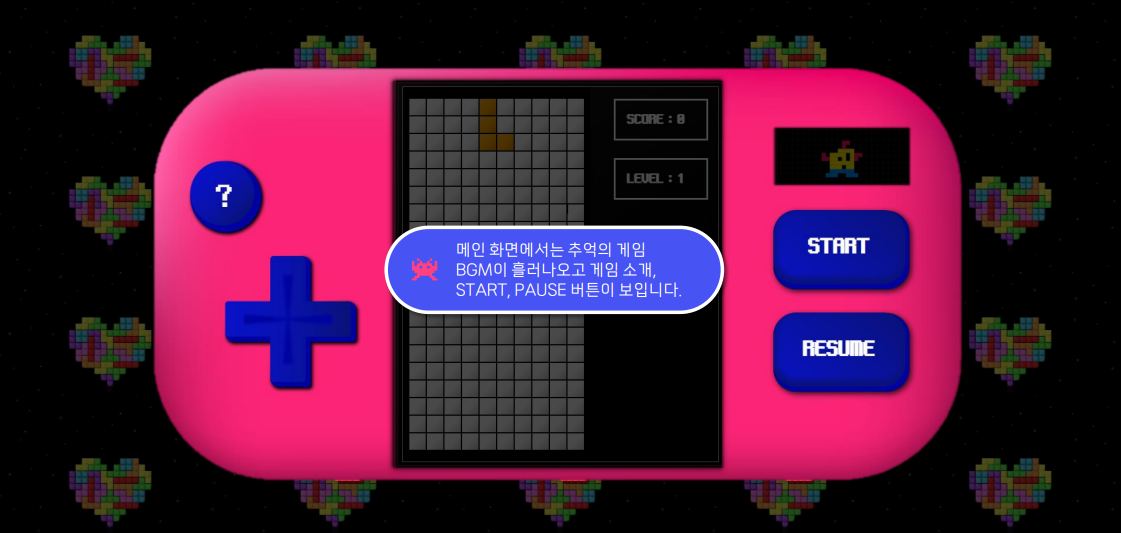 ?
SCORE : 0
LEVEL : 1
메인 화면에서는 추억의 게임
BGM이 흘러나오고 게임 소개,
START, PAUSE 버튼이 보입니다.
START
RESUME